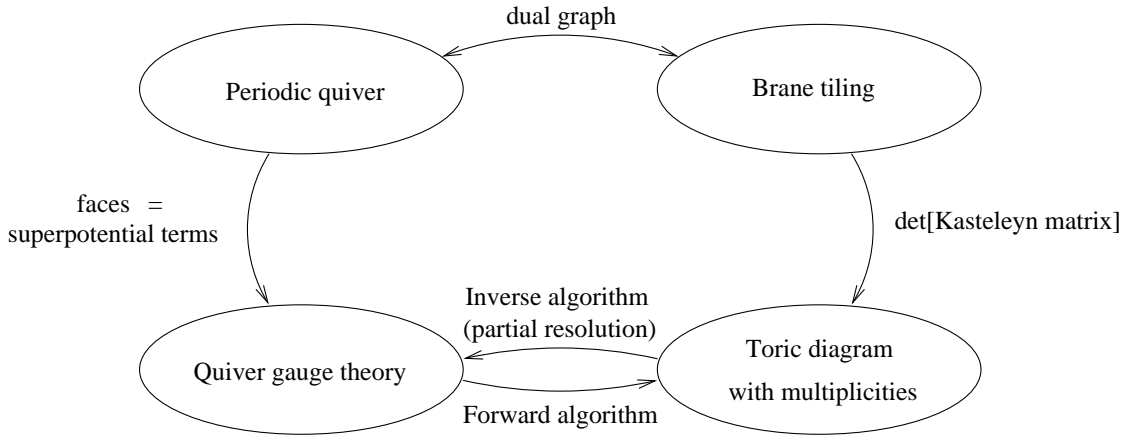 dual graph
Periodic quiver
Brane tiling
faces =
superpotential terms
det[Kasteleyn matrix]
Inverse algorithm
(partial resolution)
Quiver gauge theory
Toric diagram
with multiplicities
Forward algorithm